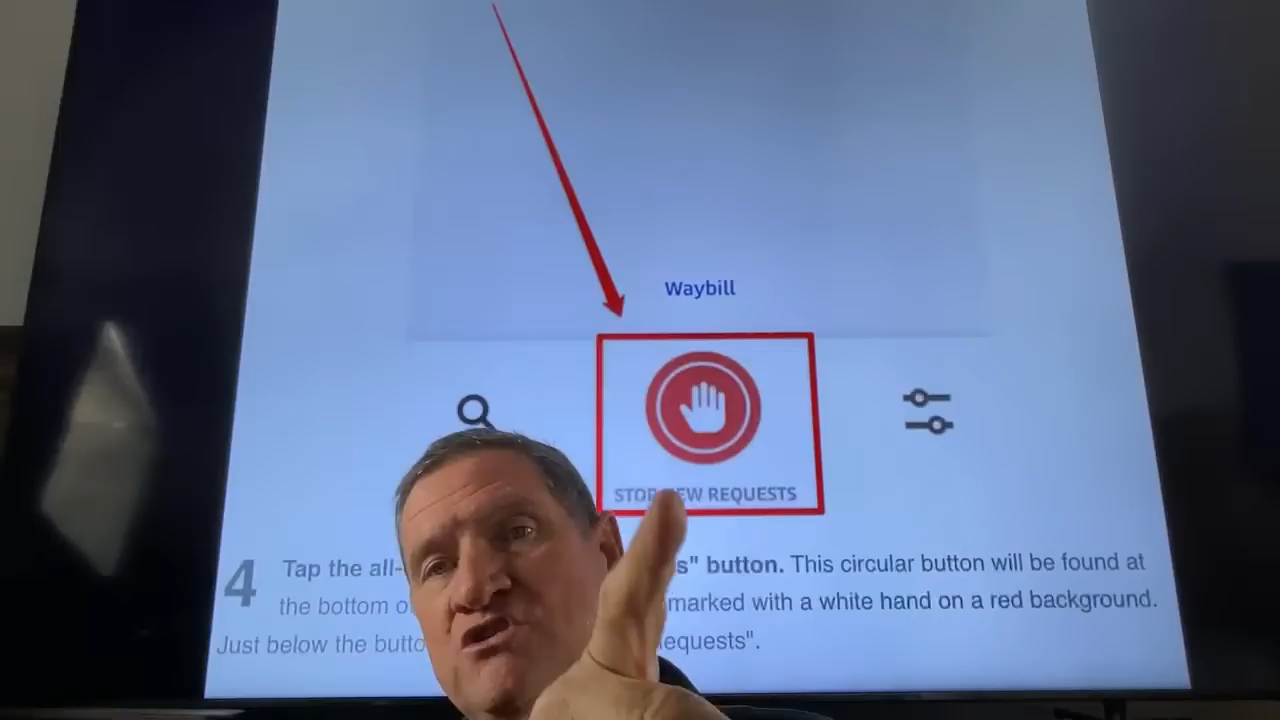 Waybill
STOP NEW REQUESTS
4 Tap the all- s" button. This circular button will be found at
the bottom o marked with a white hand on a red background.
Just below the butto equests".